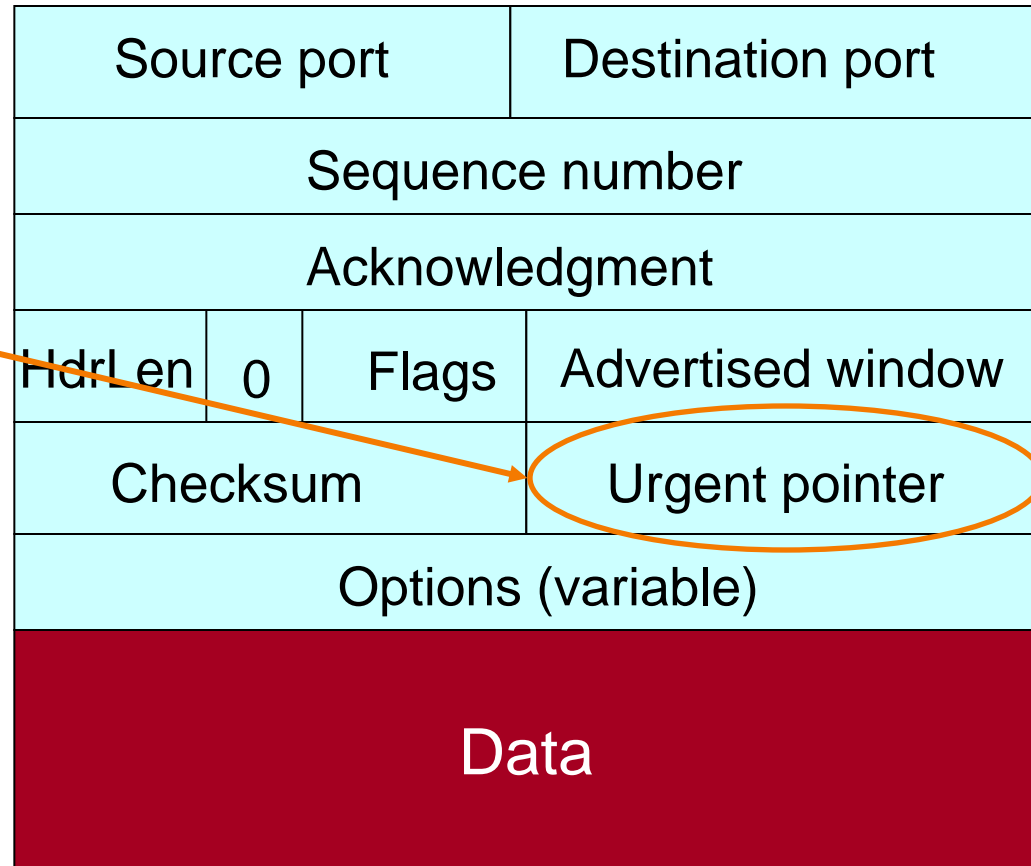 Source port Destination port
Sequence number
Acknowledgment
HdrLen 0 Flags Advertised window
Checksum Urgent pointer
Options (variable)
Data